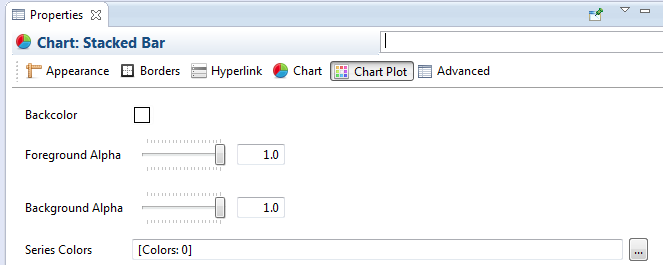 Properties
Chart: Stacked Bar
Appearance Borders Hyperlink Chart Chart Plot Advanced
Backcolor
Foreground Alpha 1.0
Background Alpha 1.0
Series Colors [Colors: 0] ...